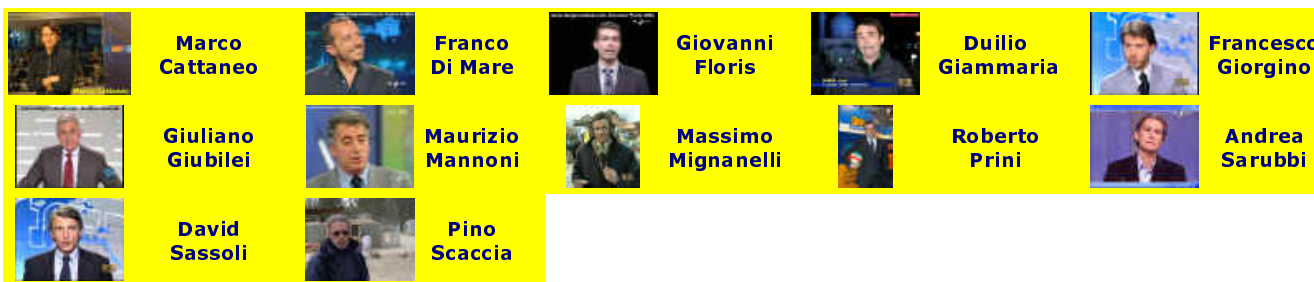 Marco
Cattaneo
Franco
Di Mare
Giovanni
Floris
Duilio
Giammaria
Francesco
Giorgino
Giuliano
Giubilei
Maurizio
Mannoni
Massimo
Mignanelli
Roberto
Prini
Andrea
Sarubbi
David
Sassoli
Pino
Scaccia